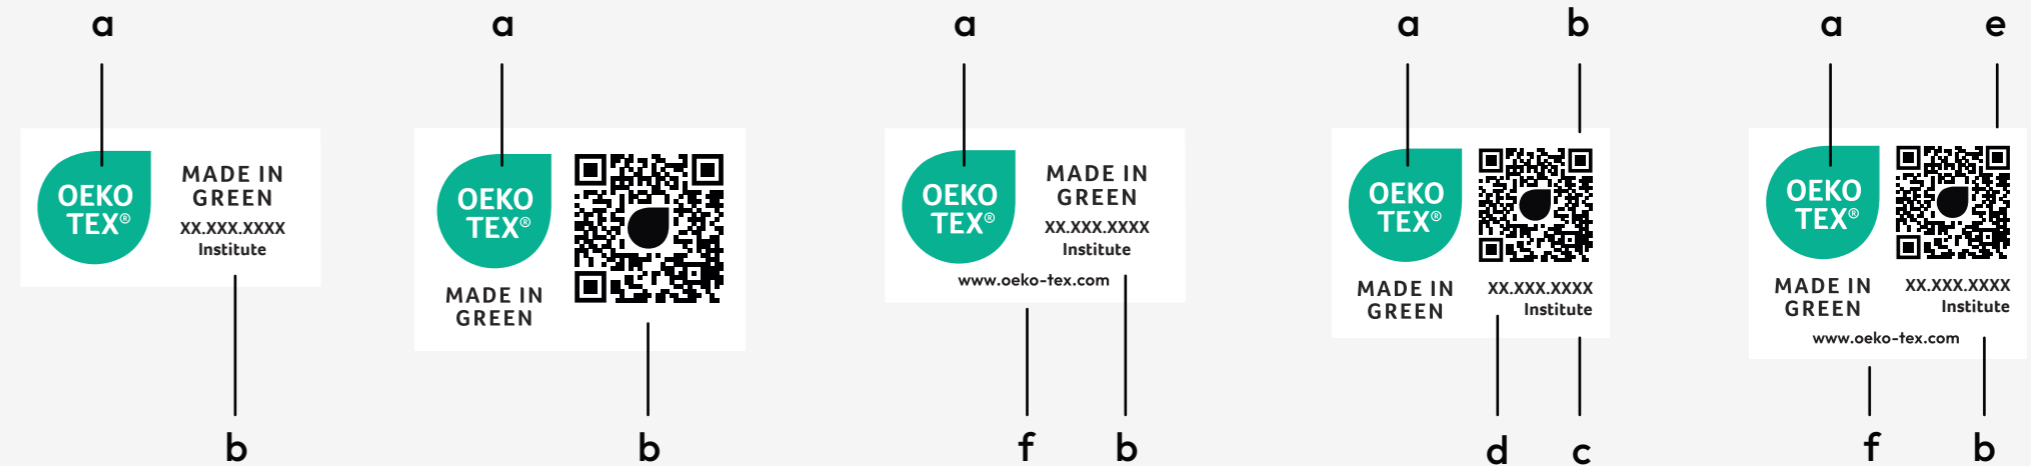 a
a
a
a
b
a
e
OEKO
TEX®
MADE IN
GREEN
XX.XXX.XXXX
Institute
b
OEKO
TEX®
MADE IN
GREEN
b
OEKO
TEX®
MADE IN
GREEN
XX.XXX.XXXX
Institute
www.oeko-tex.com
f
b
OEKO
TEX®
MADE IN
GREEN
XX.XXX.XXXX
Institute
d
c
OEKO
TEX®
MADE IN
GREEN
XX.XXX.XXXX
Institute
www.oeko-tex.com
f
b